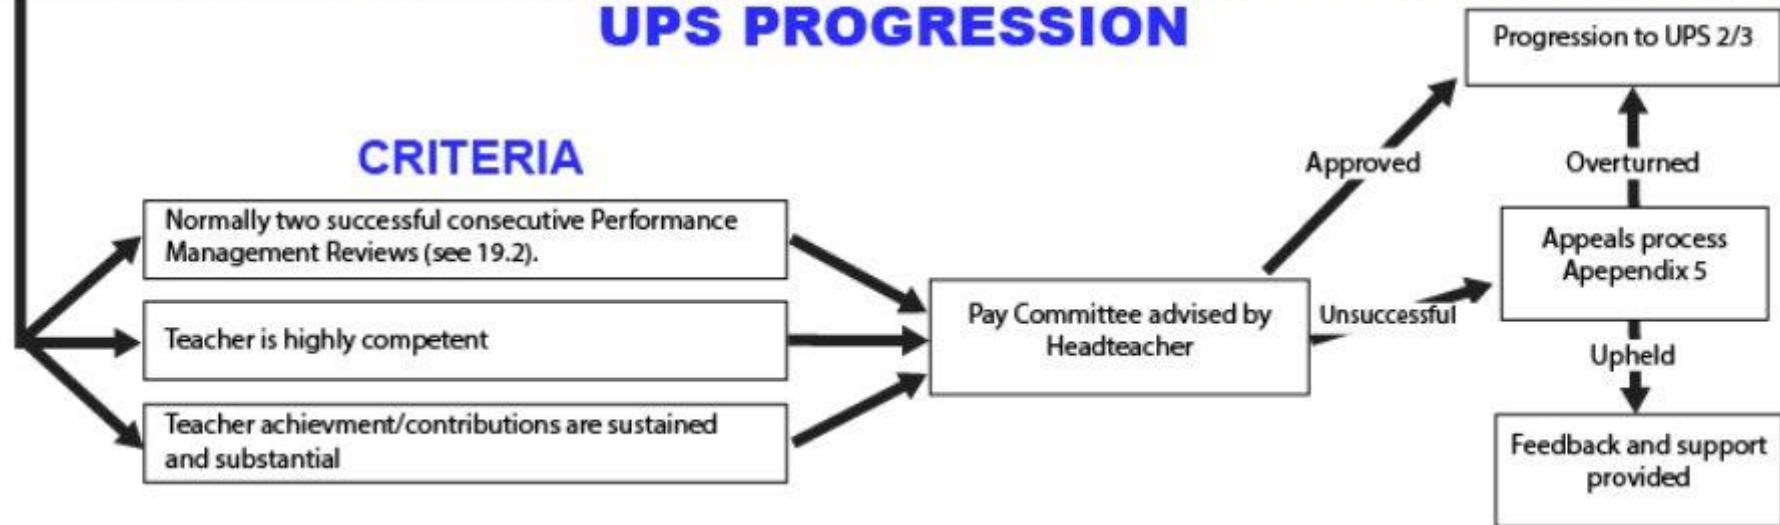 UPS PROGRESSION
CRITERIA
Normally two successful consecutive Performance
Management Reviews (see 19.2).
Teacher is highly competent
Teacher achievment/contributions are sustained
and substantial
Pay Committee advised by
Headteacher
Approved
Unsuccessful
Progression to UPS 2/3
Overturned
Appeals process
Apependix 5
Upheld
Feedback and support
provided